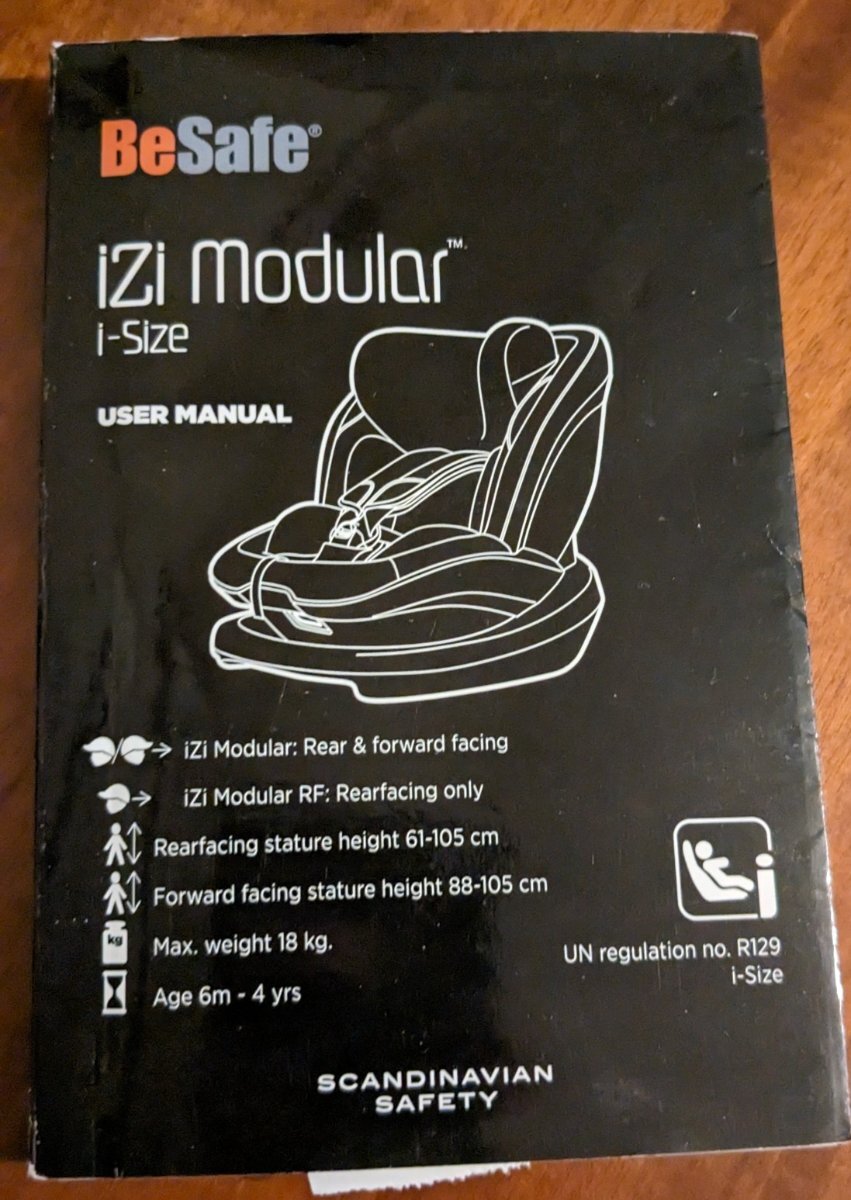 BeSafe®
iZi Modular™
i-Size
USER MANUAL
iZi Modular: Rear & forward facing
iZi Modular RF: Rearfacing only
Rearfacing stature height 61-105 cm
Forward facing stature height 88-105 cm
kg
Max. weight 18 kg.
Age 6m - 4 yrs
UN regulation no. R129
i-Size
SCANDINAVIAN
SAFETY